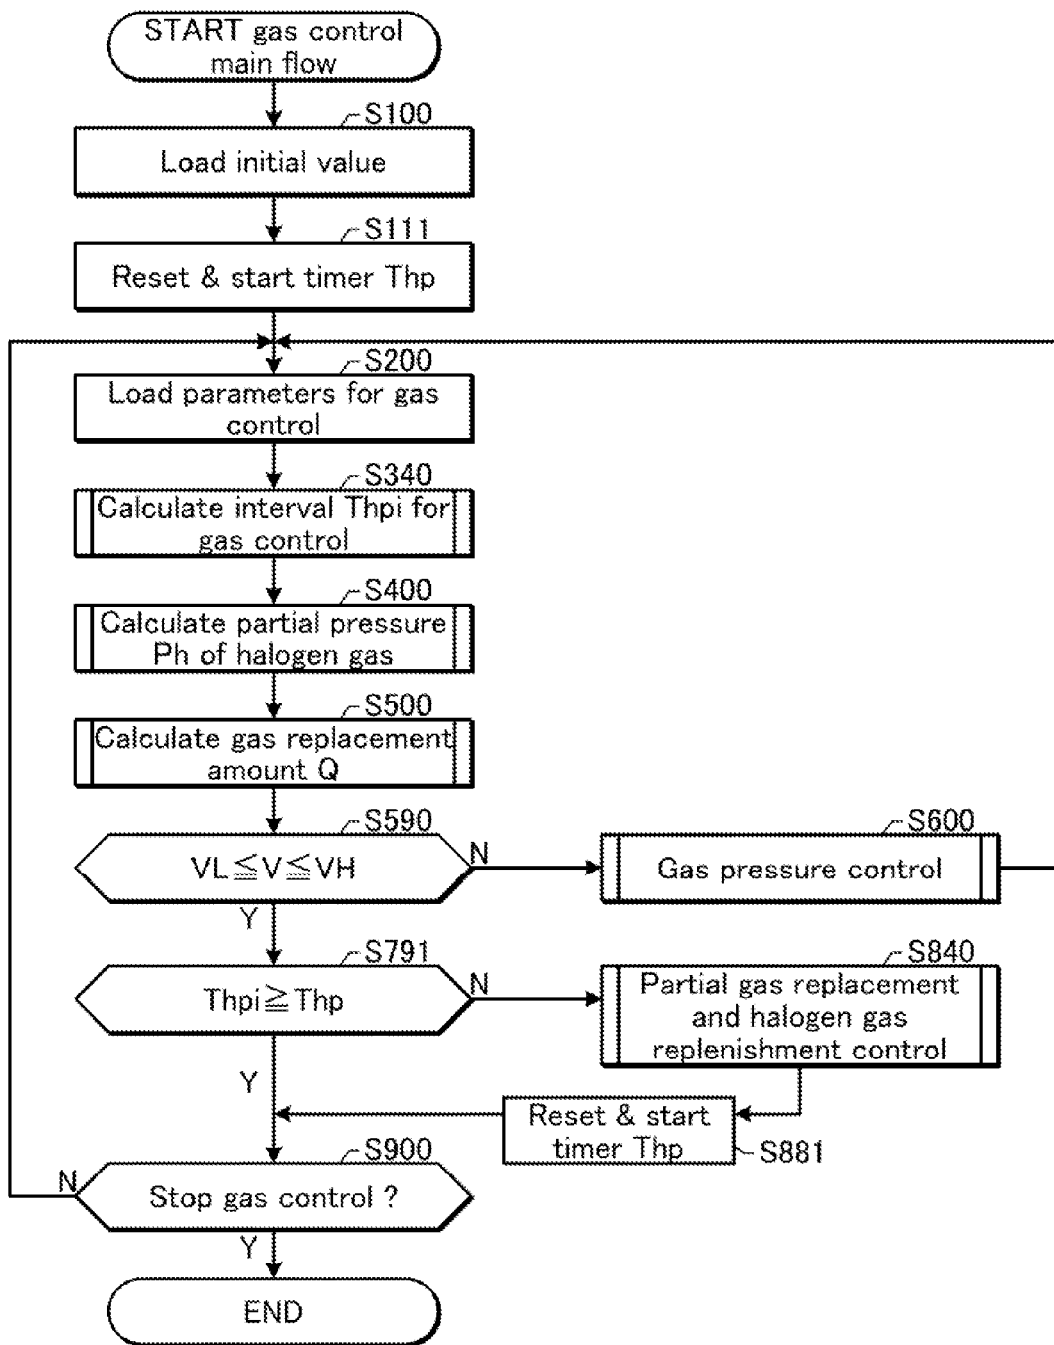 START gas control
main flow
S100
Load initial value
S111
Reset & start timer Thp
S200
Load parameters for gas
control
S340
Calculate interval Thpi for
gas control
S400
Calculate partial pressure
Ph of halogen gas
S500
Calculate gas replacement
amount Q
S590
VL≦V≦VH
N
Y
S600
Gas pressure control
S791
Thpi≧Thp
N
Y
S840
Partial gas replacement
and halogen gas
replenishment control
Reset & start
timer Thp
S881
S900
Stop gas control ?
N
Y
END